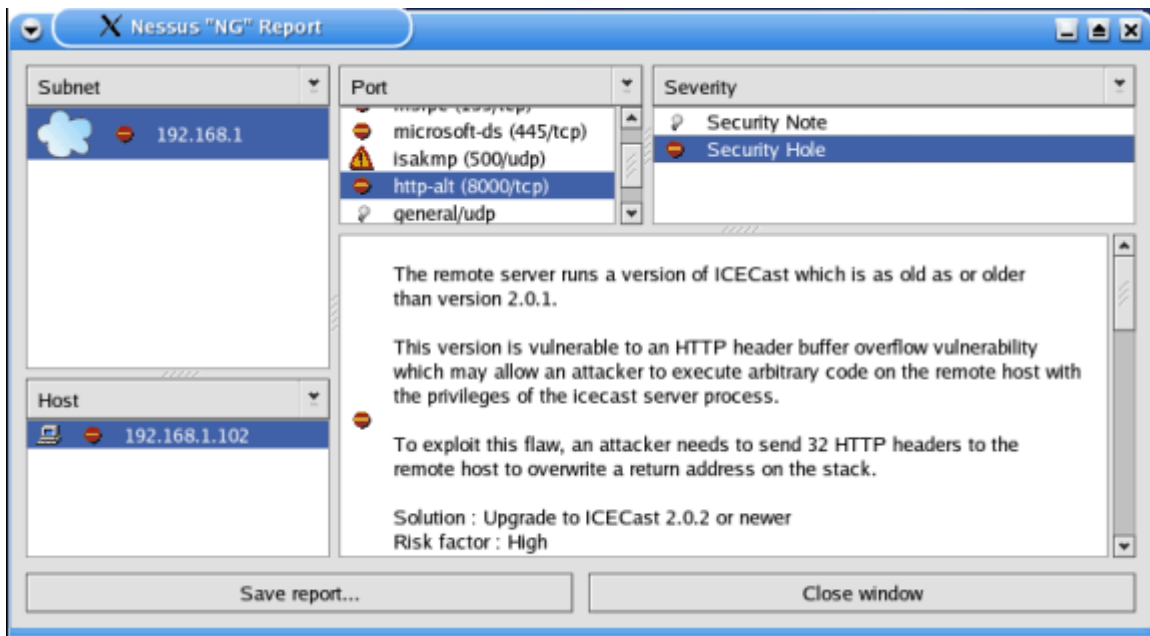 Nessus "NG" Report
Subnet
192.168.1
Port
microsoft-ds (445/tcp)
isakmp (500/udp)
http-alt (8000/tcp)
general/udp
Severity
Security Note
Security Hole
Host
192.168.1.102
The remote server runs a version of ICECast which is as old as or older
than version 2.0.1.
This version is vulnerable to an HTTP header buffer overflow vulnerability
which may allow an attacker to execute arbitrary code on the remote host with
the privileges of the icecast server process.
To exploit this flaw, an attacker needs to send 32 HTTP headers to the
remote host to overwrite a return address on the stack.
Solution : Upgrade to ICECast 2.0.2 or newer
Risk factor : High
Save report...
Close window